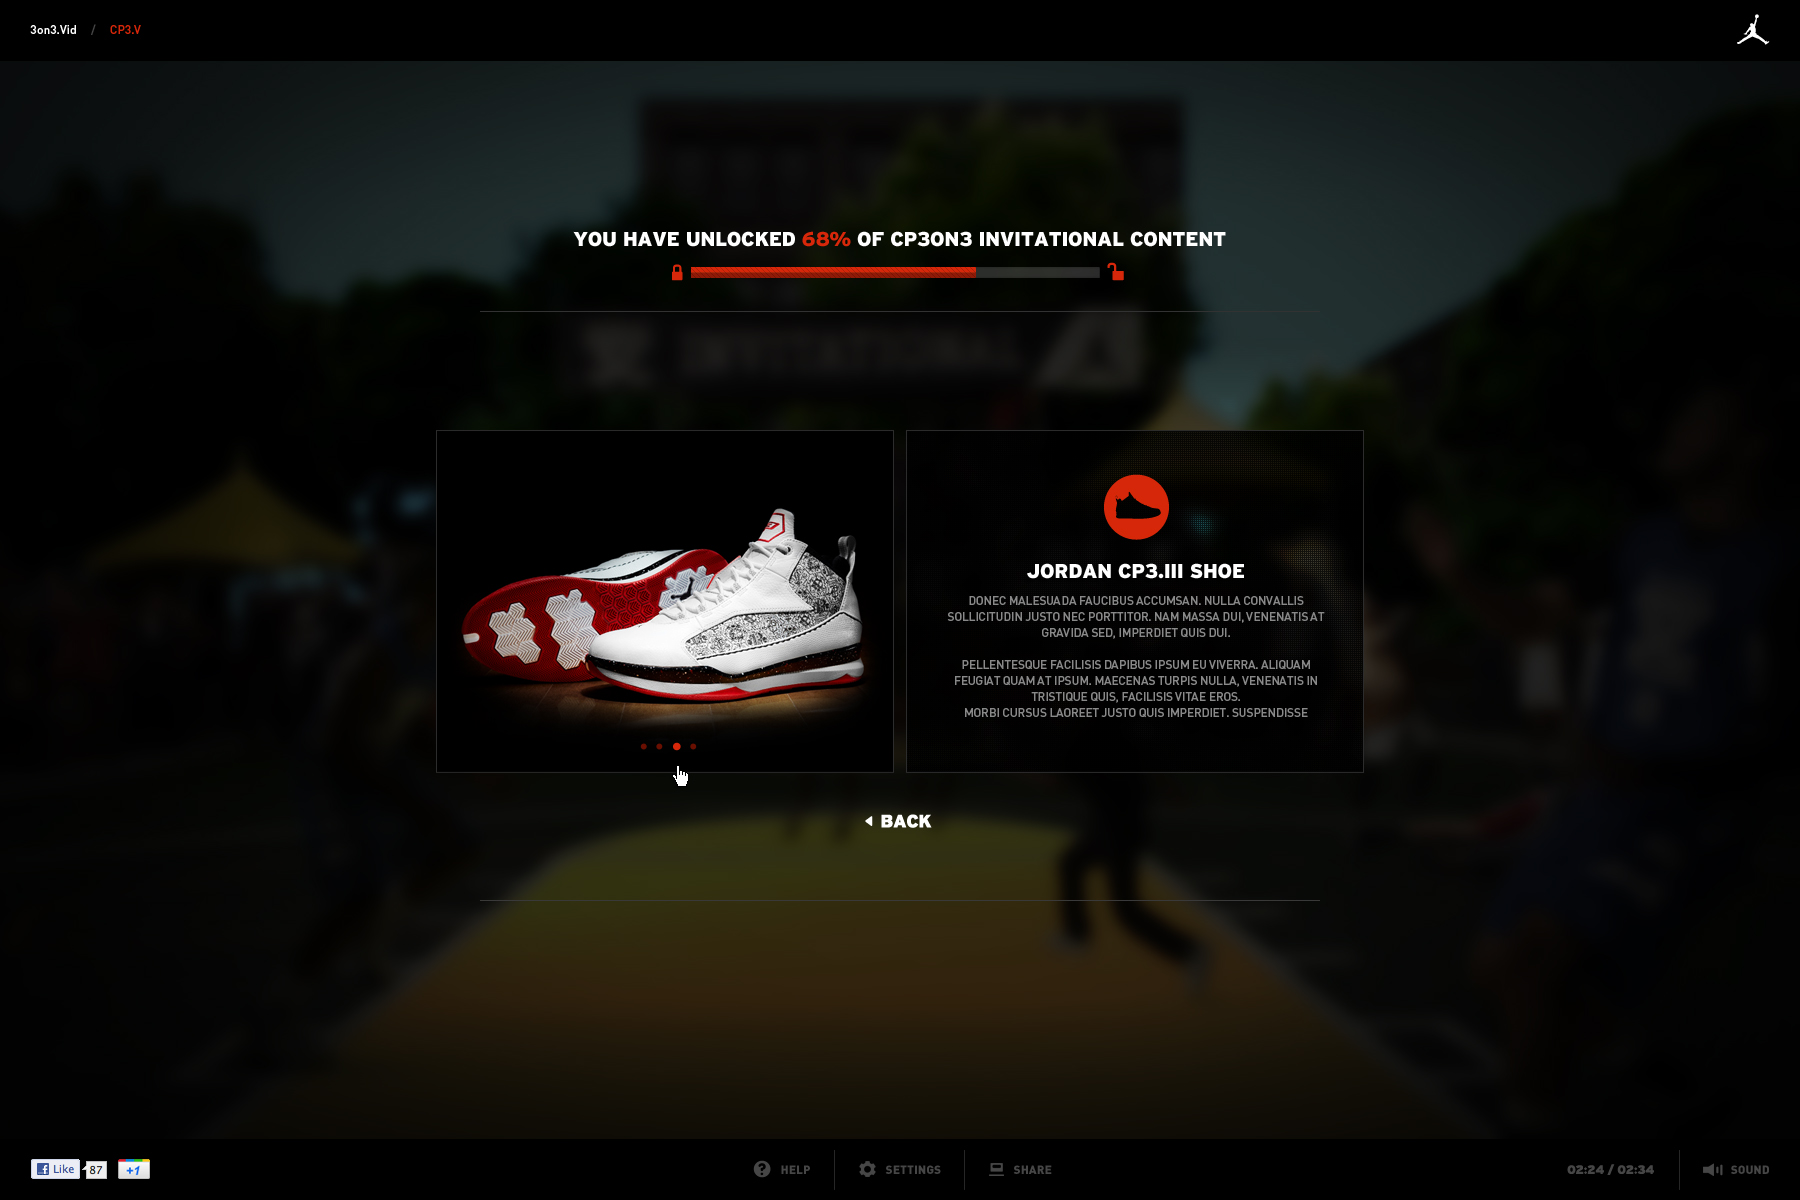 3on3.Vid / CP3.V
YOU HAVE UNLOCKED 68% OF CP3ON3 INVITATIONAL CONTENT
INVITATIONAL
JORDAN CP3.III SHOE
DONEC MALESUADA FAUCIBUS ACCUMSAN. NULLA CONVALLIS
SOLLICITUDIN JUSTO NEC PORTTITOR. NAM MASSA DUI, VENENATIS AT
GRAVIDA SED, IMPERDIET QUIS DUI.
PELLENTESQUE FACILISIS DAPIBUS IPSUM EU VIVERRA. ALIQUAM
FEUGIAT QUAM AT IPSUM. MAECENAS TURPIS NULLA, VENENATIS IN
TRISTIQUE QUIS, FACILISIS VITAE EROS.
MORBI CURSUS LAOREET JUSTO QUIS IMPERDIET. SUSPENDISSE
BACK
Like 87 +1
HELP
SETTINGS
SHARE
02:24 / 02:34
SOUND